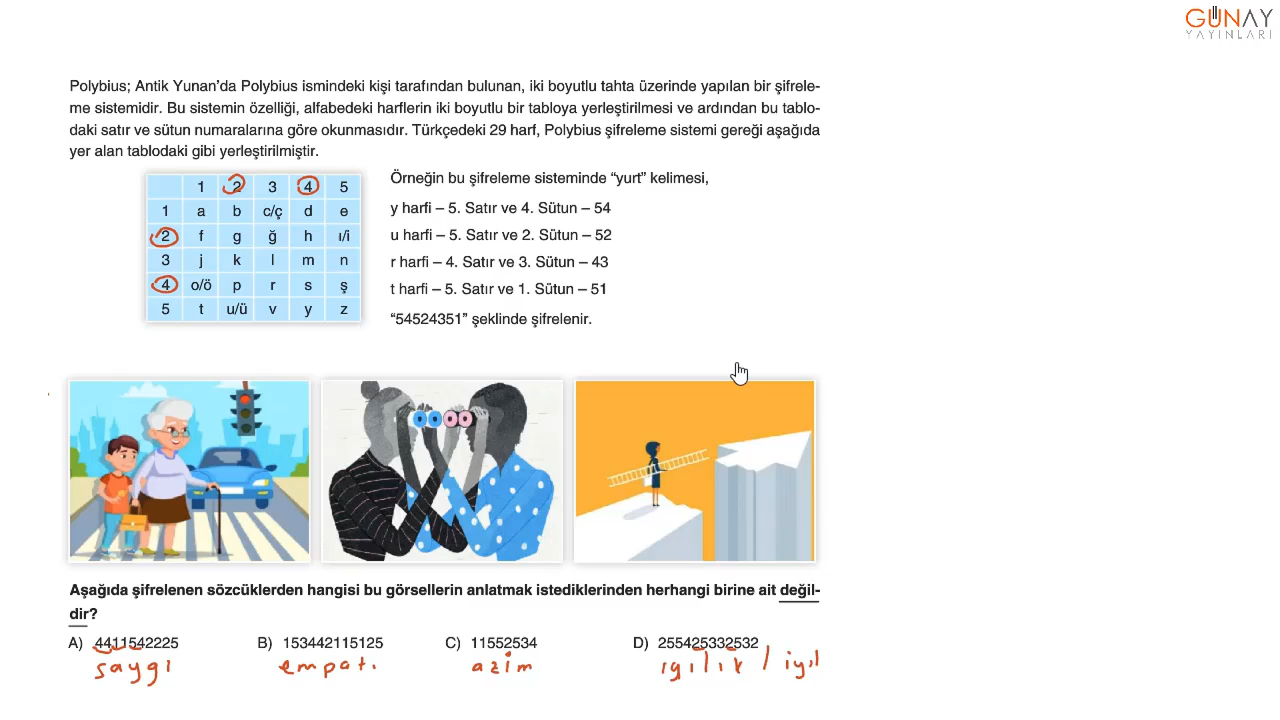 GÜNAY
YAYINLARI
Polybius; Antik Yunan'da Polybius ismindeki kişi tarafından bulunan, iki boyutlu tahta üzerinde yapılan bir şifrele-
me sistemidir. Bu sistemin özelliği, alfabedeki harflerin iki boyutlu bir tabloya yerleştirilmesi ve ardından bu tablo-
daki satır ve sütun numaralarına göre okunmasıdır. Türkçedeki 29 harf, Polybius şifreleme sistemi gereği aşağıda
yer alan tablodaki gibi yerleştirilmiştir.
1 2 3 4 5
1 a b c/ç d e
2 f g ğ h ı/i
3 j k l m n
4 o/ö p r s ş
5 t u/ü v y z
Örneğin bu şifreleme sisteminde "yurt" kelimesi,
y harfi – 5. Satır ve 4. Sütun – 54
u harfi – 5. Satır ve 2. Sütun – 52
r harfi – 4. Satır ve 3. Sütun – 43
t harfi – 5. Satır ve 1. Sütun – 51
"54524351" şeklinde şifrelenir.
Aşağıda şifrelenen sözcüklerden hangisi bu görsellerin anlatmak istediklerinden herhangi birine ait değil-
dir?
A) 4411542225 B) 153442115125 C) 11552534 D) 255425332532
saygı empati azim ıyılık / iyil